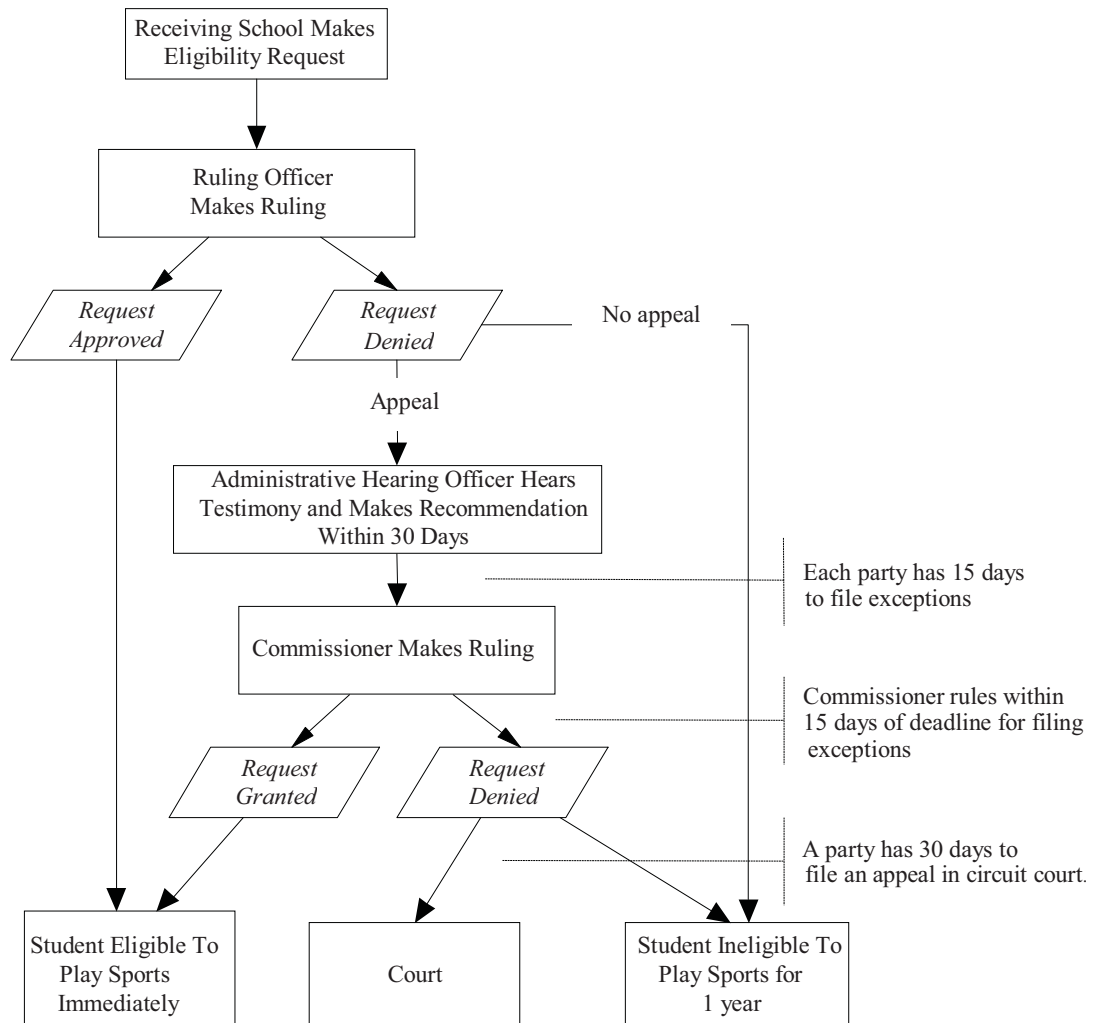 Receiving School Makes
Eligibility Request
Ruling Officer
Makes Ruling
Request
Approved
Request
Denied
No appeal
Appeal
Administrative Hearing Officer Hears
Testimony and Makes Recommendation
Within 30 Days
Each party has 15 days
to file exceptions
Commissioner Makes Ruling
Commissioner rules within
15 days of deadline for filing
exceptions
Request
Granted
Request
Denied
A party has 30 days to
file an appeal in circuit court.
Student Eligible To
Play Sports
Immediately
Court
Student Ineligible To
Play Sports for
1 year